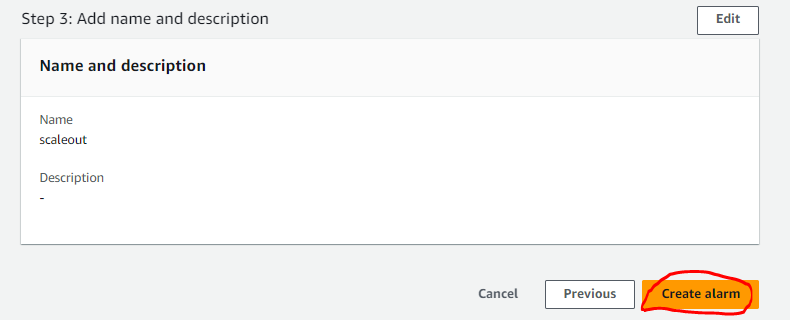 Step 3: Add name and description
Edit
Name and description
Name
scaleout
Description
-
Cancel
Previous
Create alarm